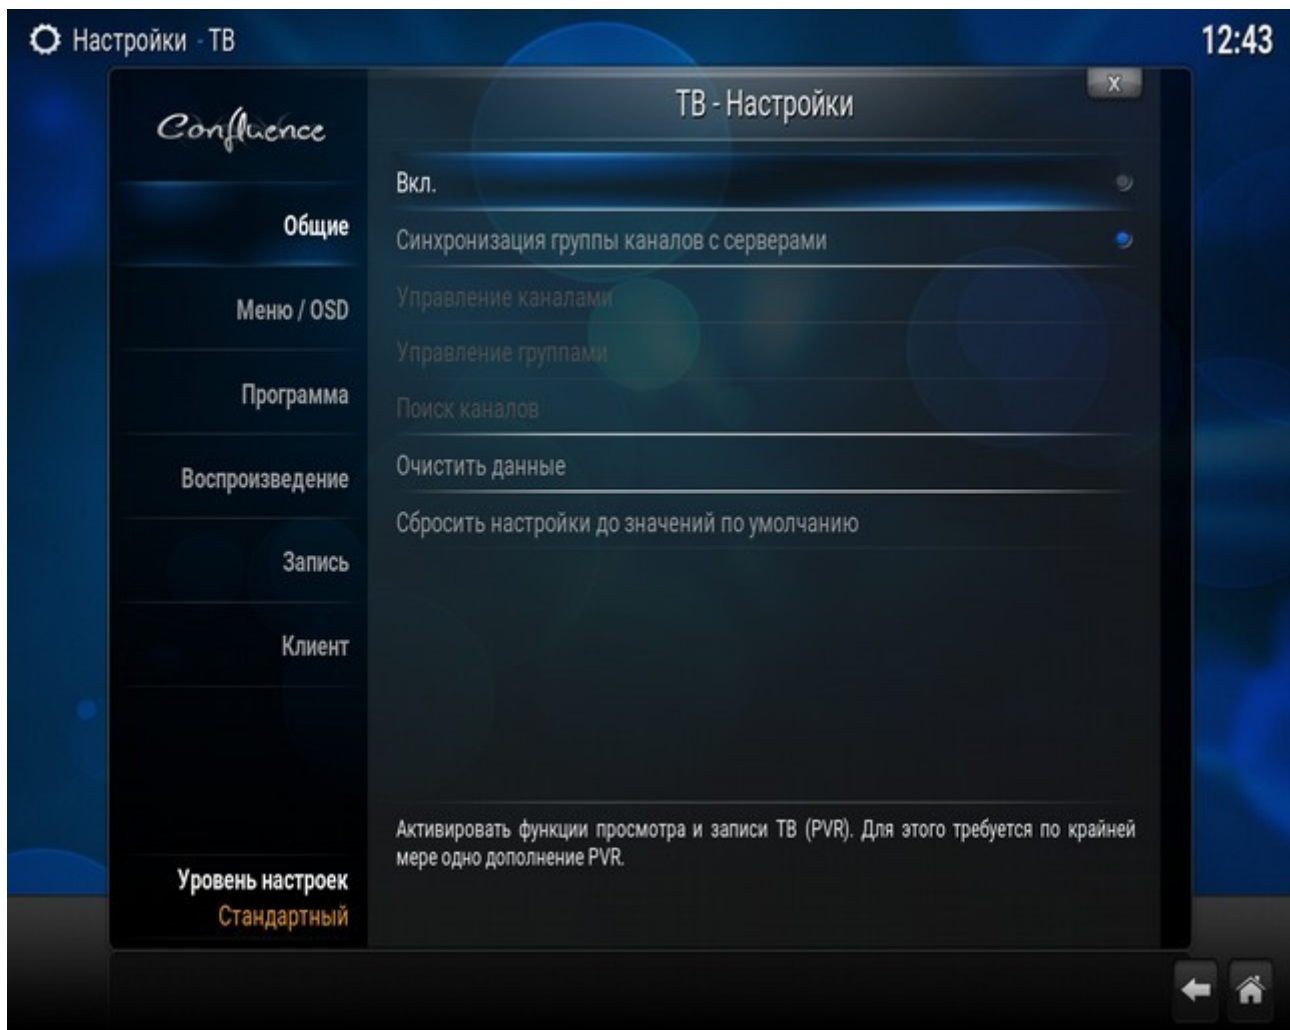 Настройки - ТВ
12:43
Confluence
ТВ - Настройки
X
Общие
Меню / OSD
Программа
Воспроизведение
Запись
Клиент
Вкл.
Синхронизация группы каналов с серверами
Управление каналами
Управление группами
Поиск каналов
Очистить данные
Сбросить настройки до значений по умолчанию
Активировать функции просмотра и записи ТВ (PVR). Для этого требуется по крайней
мере одно дополнение PVR.
Уровень настроек
Стандартный